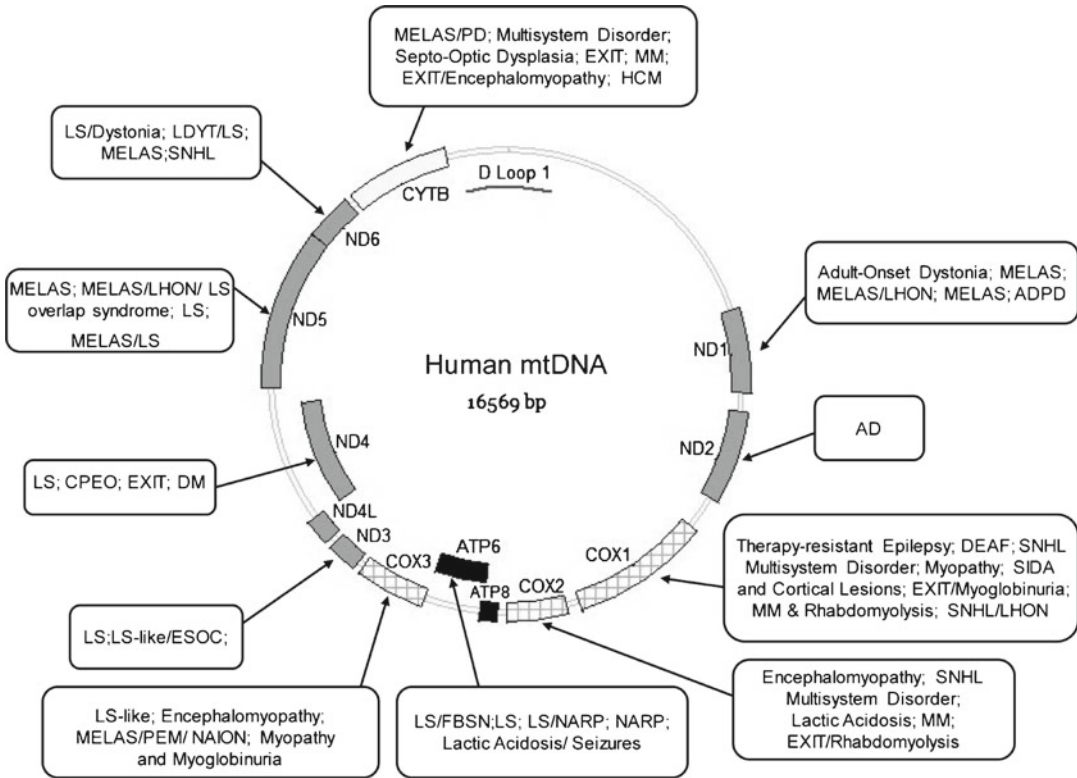 MELAS/PD; Multisystem Disorder;
Septo-Optic Dysplasia; EXIT; MM;
EXIT/Encephalomyopathy; HCM
LS/Dystonia; LDYT/LS;
MELAS;SNHL
D Loop 1
CYTB
ND6
Adult-Onset Dystonia; MELAS;
MELAS/LHON; MELAS; ADPD
MELAS; MELAS/LHON/ LS
overlap syndrome; LS;
MELAS/LS
ND5
ND1
Human mtDNA
16569 bp
AD
ND2
ND4
LS; CPEO; EXIT; DM
ND4L
ND3
COX3
ATP6
ATP8
COX2
COX1
Therapy-resistant Epilepsy; DEAF; SNHL
Multisystem Disorder; Myopathy; SIDA
and Cortical Lesions; EXIT/Myoglobinuria;
MM & Rhabdomyolysis; SNHL/LHON
LS;LS-like/ESOC;
LS-like; Encephalomyopathy;
MELAS/PEM/ NAION; Myopathy
and Myoglobinuria
LS/FBSN;LS; LS/NARP; NARP;
Lactic Acidosis/ Seizures
Encephalomyopathy; SNHL
Multisystem Disorder;
Lactic Acidosis; MM;
EXIT/Rhabdomyolysis